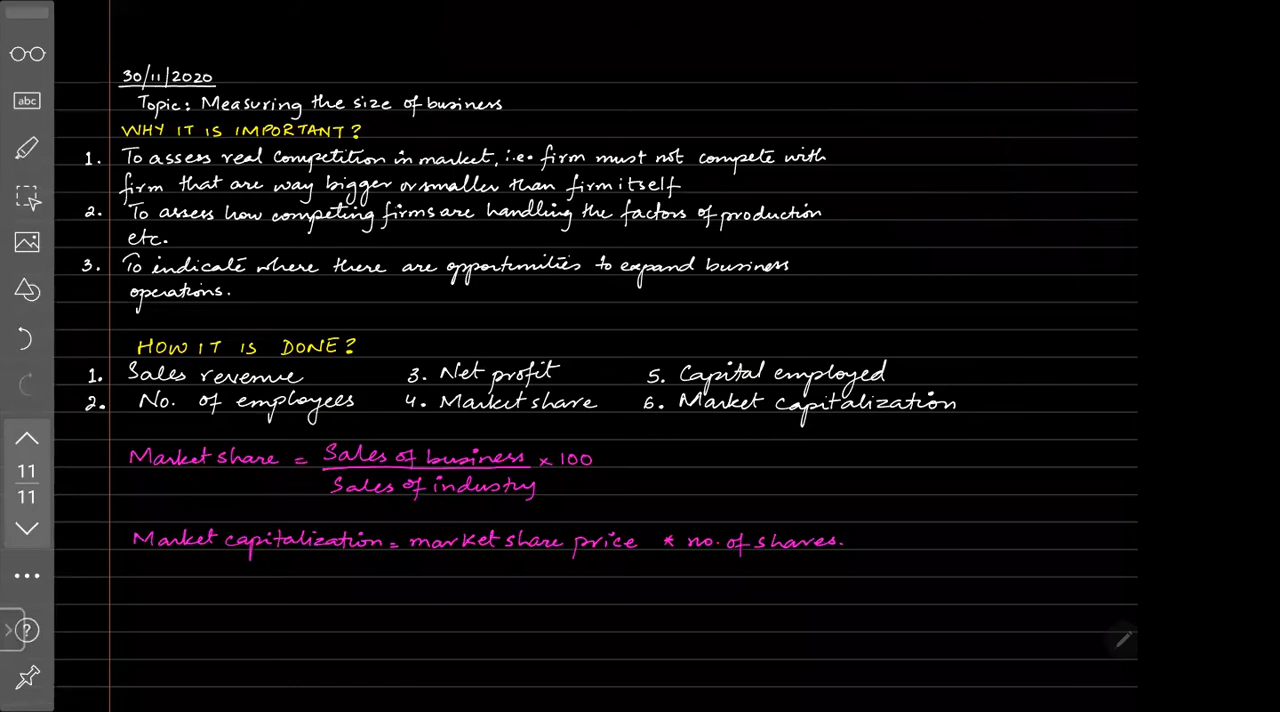 abc
30/11/2020
Topic: Measuring the size of business
WHY IT IS IMPORTANT?
1. To assess real competition in market, i.e. firm must not compete with
firm that are way bigger or smaller than firm itself
2. To assess how competing firms are handling the factors of production
etc.
3. To indicate where there are opportunities to expand business
operations.
HOW IT IS DONE?
1. Sales revenue 3. Net profit 5. Capital employed
2. No. of employees 4. Market share 6. Market capitalization
Market share = Sales of business × 100
Sales of industry
Market capitalization = market share price * no. of shares.
11
11
?